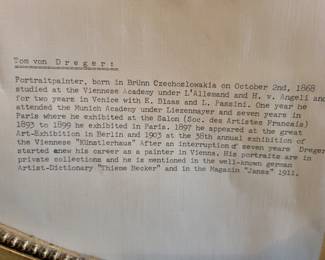 Tom von Dreger:
Portraitpainter, born in Brünn Czechoslowakia on October 2nd, 1868
studied at the Viennese Academy under L'Allemand and H. v. Angeli and
for two years in Venice with E. Blaas and L. Passini. One year he
attended the Munich Academy under Liezenmayer and seven years in
Paris where he exhibited at the Salon (Soc. des Artistes Francais)
1893 to 1899 he exhibited in Paris. 1897 he appeared at the great
Art-Exhibition in Berlin and 1903 at the 38th annual exhibition of
the Viennese "Künstlerhaus" After an interruption of seven years Dreger
started anew his career as a painter in Vienna. His portraits are in
private collections and he is mentioned in the well-known german
Artist-Dictionary "Thieme Becker" and in the Magazin "Janss" 1911.